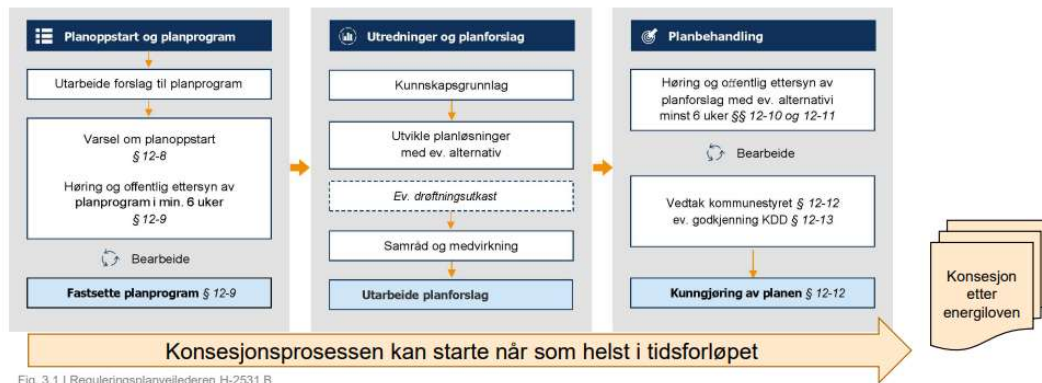 Planoppstart og planprogram
Utarbeide forslag til planprogram
Varsel om planoppstart
§ 12-8
Høring og offentlig ettersyn av
planprogram i min. 6 uker
§ 12-9
Bearbeide
Fastsette planprogram § 12-9
Utredninger og planforslag
Kunnskapsgrunnlag
Utvikle planløsninger
med ev. alternativ
Ev. drøftningsutkast
Samråd og medvirkning
Utarbeide planforslag
Planbehandling
Høring og offentlig ettersyn av
planforslag med ev. alternativi
minst 6 uker §§ 12-10 og 12-11
Bearbeide
Vedtak kommunestyret § 12-12
ev. godkjenning KDD § 12-13
Kunngjøring av planen § 12-12
Konsesjon
etter
energiloven
Konsesjonsprosessen kan starte når som helst i tidsforløpet
Fig. 3.1 I Reguleringsplanveilederen H-2531 B